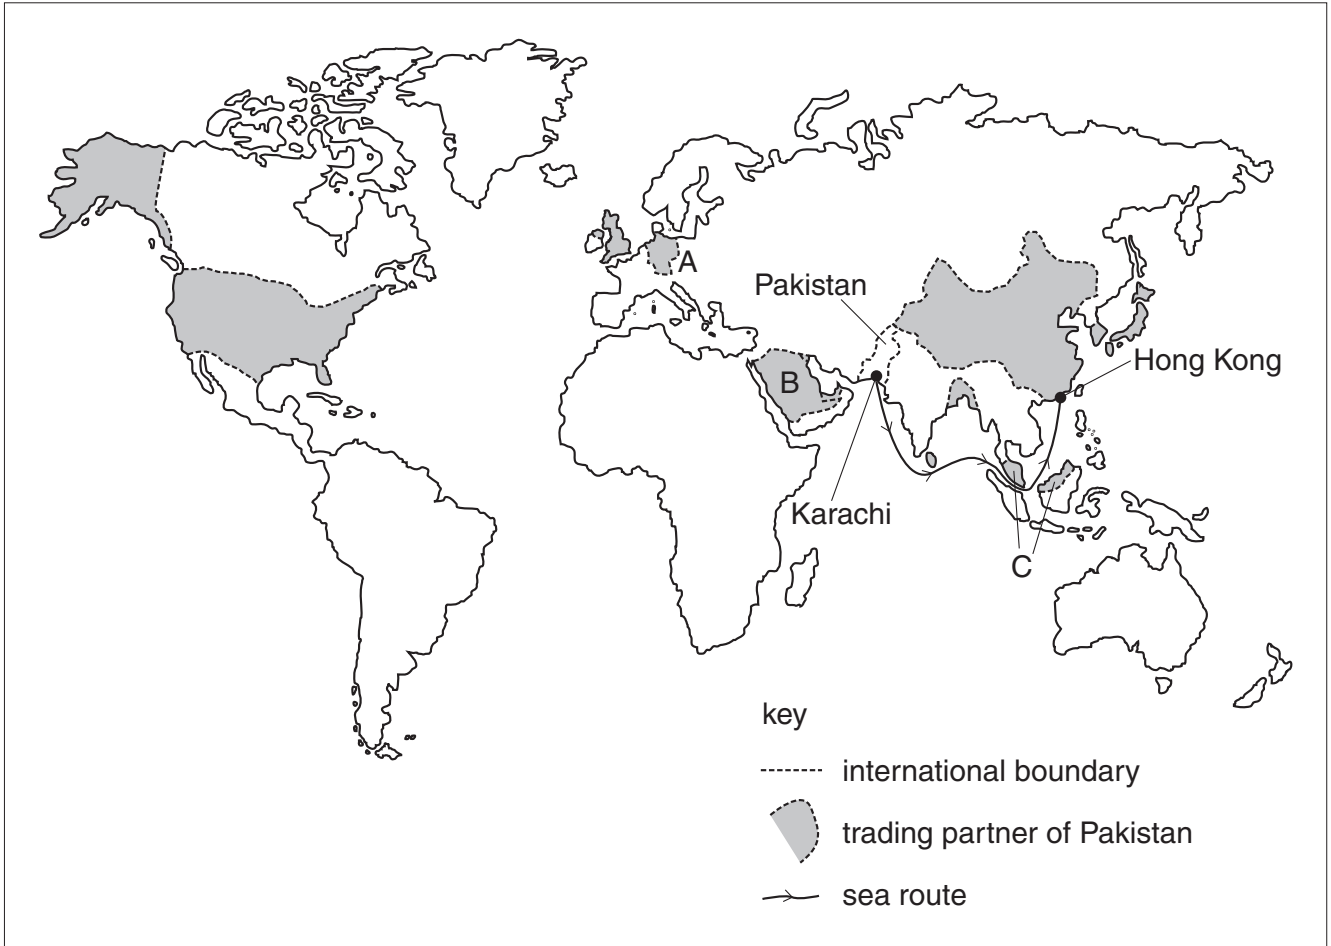 A
Pakistan
Hong Kong
B
Karachi
C
key
international boundary
trading partner of Pakistan
sea route